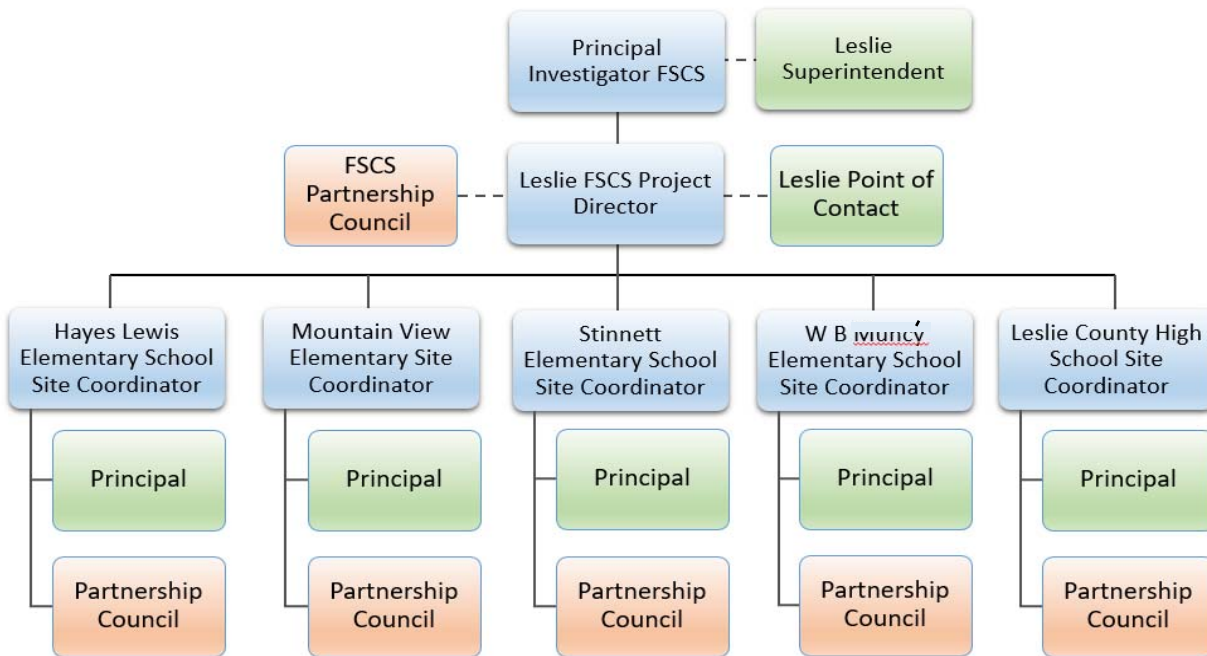 Principal
Investigator FSCS
Leslie
Superintendent
FSCS
Partnership
Council
Leslie FSCS Project
Director
Leslie Point of
Contact
Hayes Lewis
Elementary School
Site Coordinator
Mountain View
Elementary Site
Coordinator
Stinnett
Elementary School
Site Coordinator
W B Muncy
Elementary School
Site Coordinator
Leslie County High
School Site
Coordinator
Principal
Principal
Principal
Principal
Principal
Partnership
Council
Partnership
Council
Partnership
Council
Partnership
Council
Partnership
Council